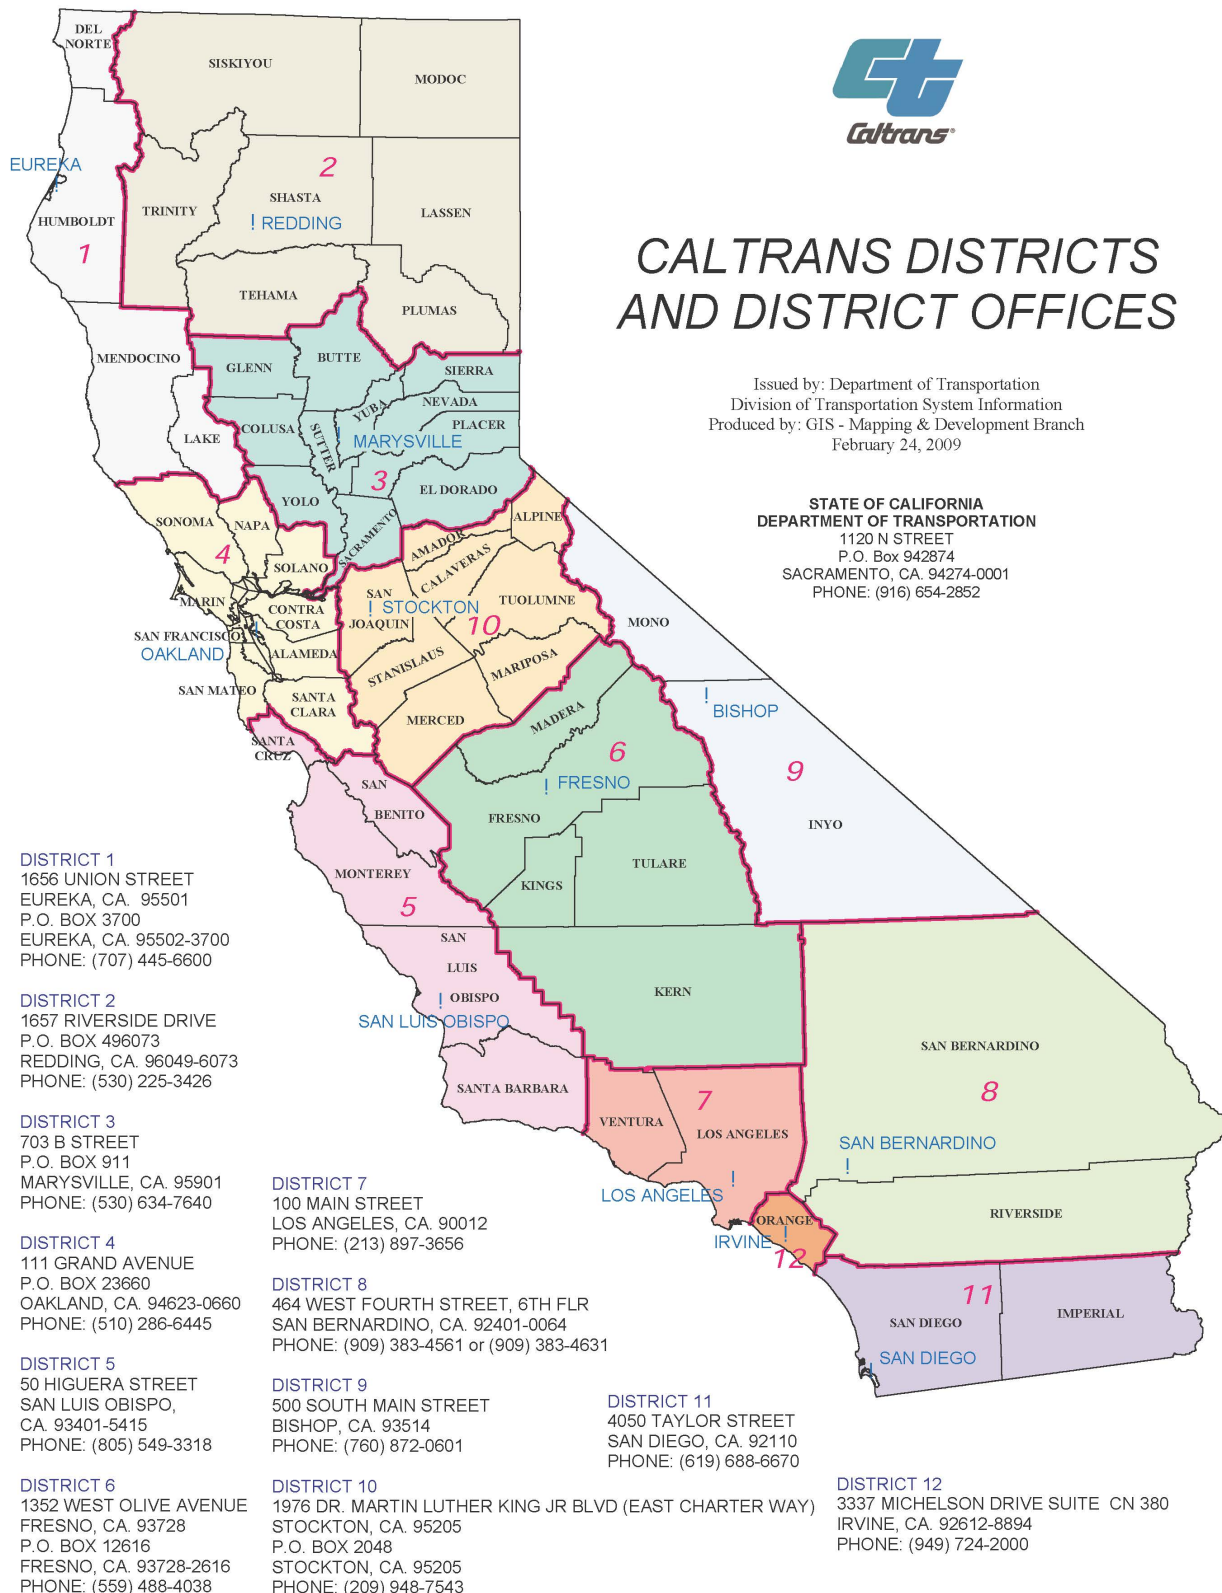 DEL
NORTE
SISKIYOU
MODOC
Caltrans
EUREKA
!
2
SHASTA
! REDDING
TRINITY
LASSEN
HUMBOLDT
1
CALTRANS DISTRICTS
AND DISTRICT OFFICES
TEHAMA
PLUMAS
MENDOCINO
GLENN
BUTTE
SIERRA
Issued by: Department of Transportation
Division of Transportation System Information
Produced by: GIS - Mapping & Development Branch
February 24, 2009
YUBA
NEVADA
PLACER
COLUSA
SUTTER
! MARYSVILLE
LAKE
3
EL DORADO
YOLO
SACRAMENTO
STATE OF CALIFORNIA
DEPARTMENT OF TRANSPORTATION
1120 N STREET
P.O. Box 942874
SACRAMENTO, CA. 94274-0001
PHONE: (916) 654-2852
SONOMA
NAPA
4
SOLANO
ALPINE
AMADOR
CALAVERAS
MARIN
CONTRA
COSTA
SAN
JOAQUIN
! STOCKTON
TUOLUMNE
10
MONO
SAN FRANCISCO
!
OAKLAND
ALAMEDA
STANISLAUS
MARIPOSA
SAN MATEO
SANTA
CLARA
MERCED
MADERA
!
BISHOP
SANTA
CRUZ
6
9
SAN
BENITO
! FRESNO
FRESNO
INYO
MONTEREY
KINGS
TULARE
5
SAN
LUIS
OBISPO
!
SAN LUIS OBISPO
KERN
SANTA BARBARA
SAN BERNARDINO
8
7
VENTURA
LOS ANGELES
SAN BERNARDINO
!
!
LOS ANGELES
ORANGE
RIVERSIDE
IRVINE !
12
11
SAN DIEGO
IMPERIAL
! SAN DIEGO
DISTRICT 1
1656 UNION STREET
EUREKA, CA. 95501
P.O. BOX 3700
EUREKA, CA. 95502-3700
PHONE: (707) 445-6600
DISTRICT 2
1657 RIVERSIDE DRIVE
P.O. BOX 496073
REDDING, CA. 96049-6073
PHONE: (530) 225-3426
DISTRICT 3
703 B STREET
P.O. BOX 911
MARYSVILLE, CA. 95901
PHONE: (530) 634-7640
DISTRICT 4
111 GRAND AVENUE
P.O. BOX 23660
OAKLAND, CA. 94623-0660
PHONE: (510) 286-6445
DISTRICT 5
50 HIGUERA STREET
SAN LUIS OBISPO,
CA. 93401-5415
PHONE: (805) 549-3318
DISTRICT 6
1352 WEST OLIVE AVENUE
FRESNO, CA. 93728
P.O. BOX 12616
FRESNO, CA. 93728-2616
PHONE: (559) 488-4038
DISTRICT 7
100 MAIN STREET
LOS ANGELES, CA. 90012
PHONE: (213) 897-3656
DISTRICT 8
464 WEST FOURTH STREET, 6TH FLR
SAN BERNARDINO, CA. 92401-0064
PHONE: (909) 383-4561 or (909) 383-4631
DISTRICT 9
500 SOUTH MAIN STREET
BISHOP, CA. 93514
PHONE: (760) 872-0601
DISTRICT 10
1976 DR. MARTIN LUTHER KING JR BLVD (EAST CHARTER WAY)
STOCKTON, CA. 95205
P.O. BOX 2048
STOCKTON, CA. 95205
PHONE: (209) 948-7543
DISTRICT 11
4050 TAYLOR STREET
SAN DIEGO, CA. 92110
PHONE: (619) 688-6670
DISTRICT 12
3337 MICHELSON DRIVE SUITE CN 380
IRVINE, CA. 92612-8894
PHONE: (949) 724-2000